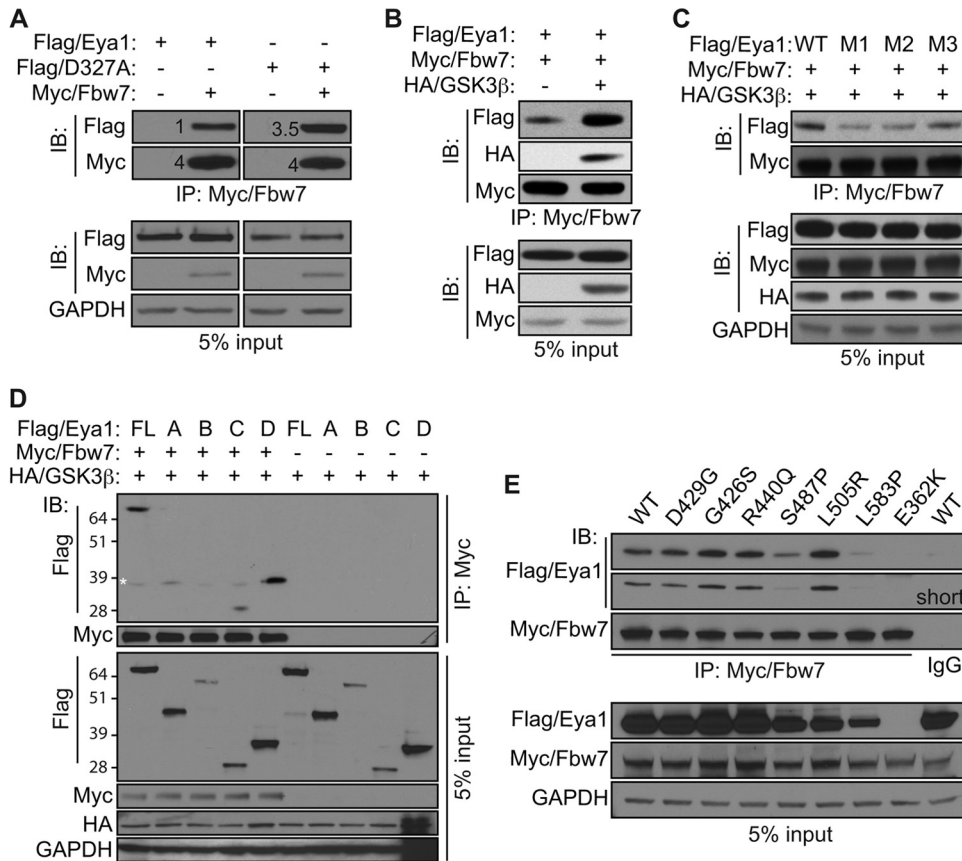 A
Flag/Eya1: + + - -
Flag/D327A: - - + +
Myc/Fbw7: - + - +
IB:
Flag 1 3.5
Myc 4 4
IP: Myc/Fbw7
IB:
Flag
Myc
GAPDH
5% input
B
Flag/Eya1: + +
Myc/Fbw7: + +
HA/GSK3β: - +
IB:
Flag
HA
Myc
IP: Myc/Fbw7
IB:
Flag
HA
Myc
5% input
C
Flag/Eya1: WT M1 M2 M3
Myc/Fbw7: + + + +
HA/GSK3β: + + + +
IB:
Flag
Myc
IP: Myc/Fbw7
IB:
Flag
Myc
HA
GAPDH
5% input
D
Flag/Eya1: FL A B C D FL A B C D
Myc/Fbw7: + + + + + - - - - -
HA/GSK3β: + + + + + + + + + +
IB:
Flag
64
51
39
*
28
Myc
IP: Myc
Flag
64
51
39
28
Myc
HA
GAPDH
5% input
E
WT D429G G426S R440Q S487P L505R L583P E362K WT
IB:
Flag/Eya1
short
Myc/Fbw7
IP: Myc/Fbw7 IgG
Flag/Eya1
Myc/Fbw7
GAPDH
5% input